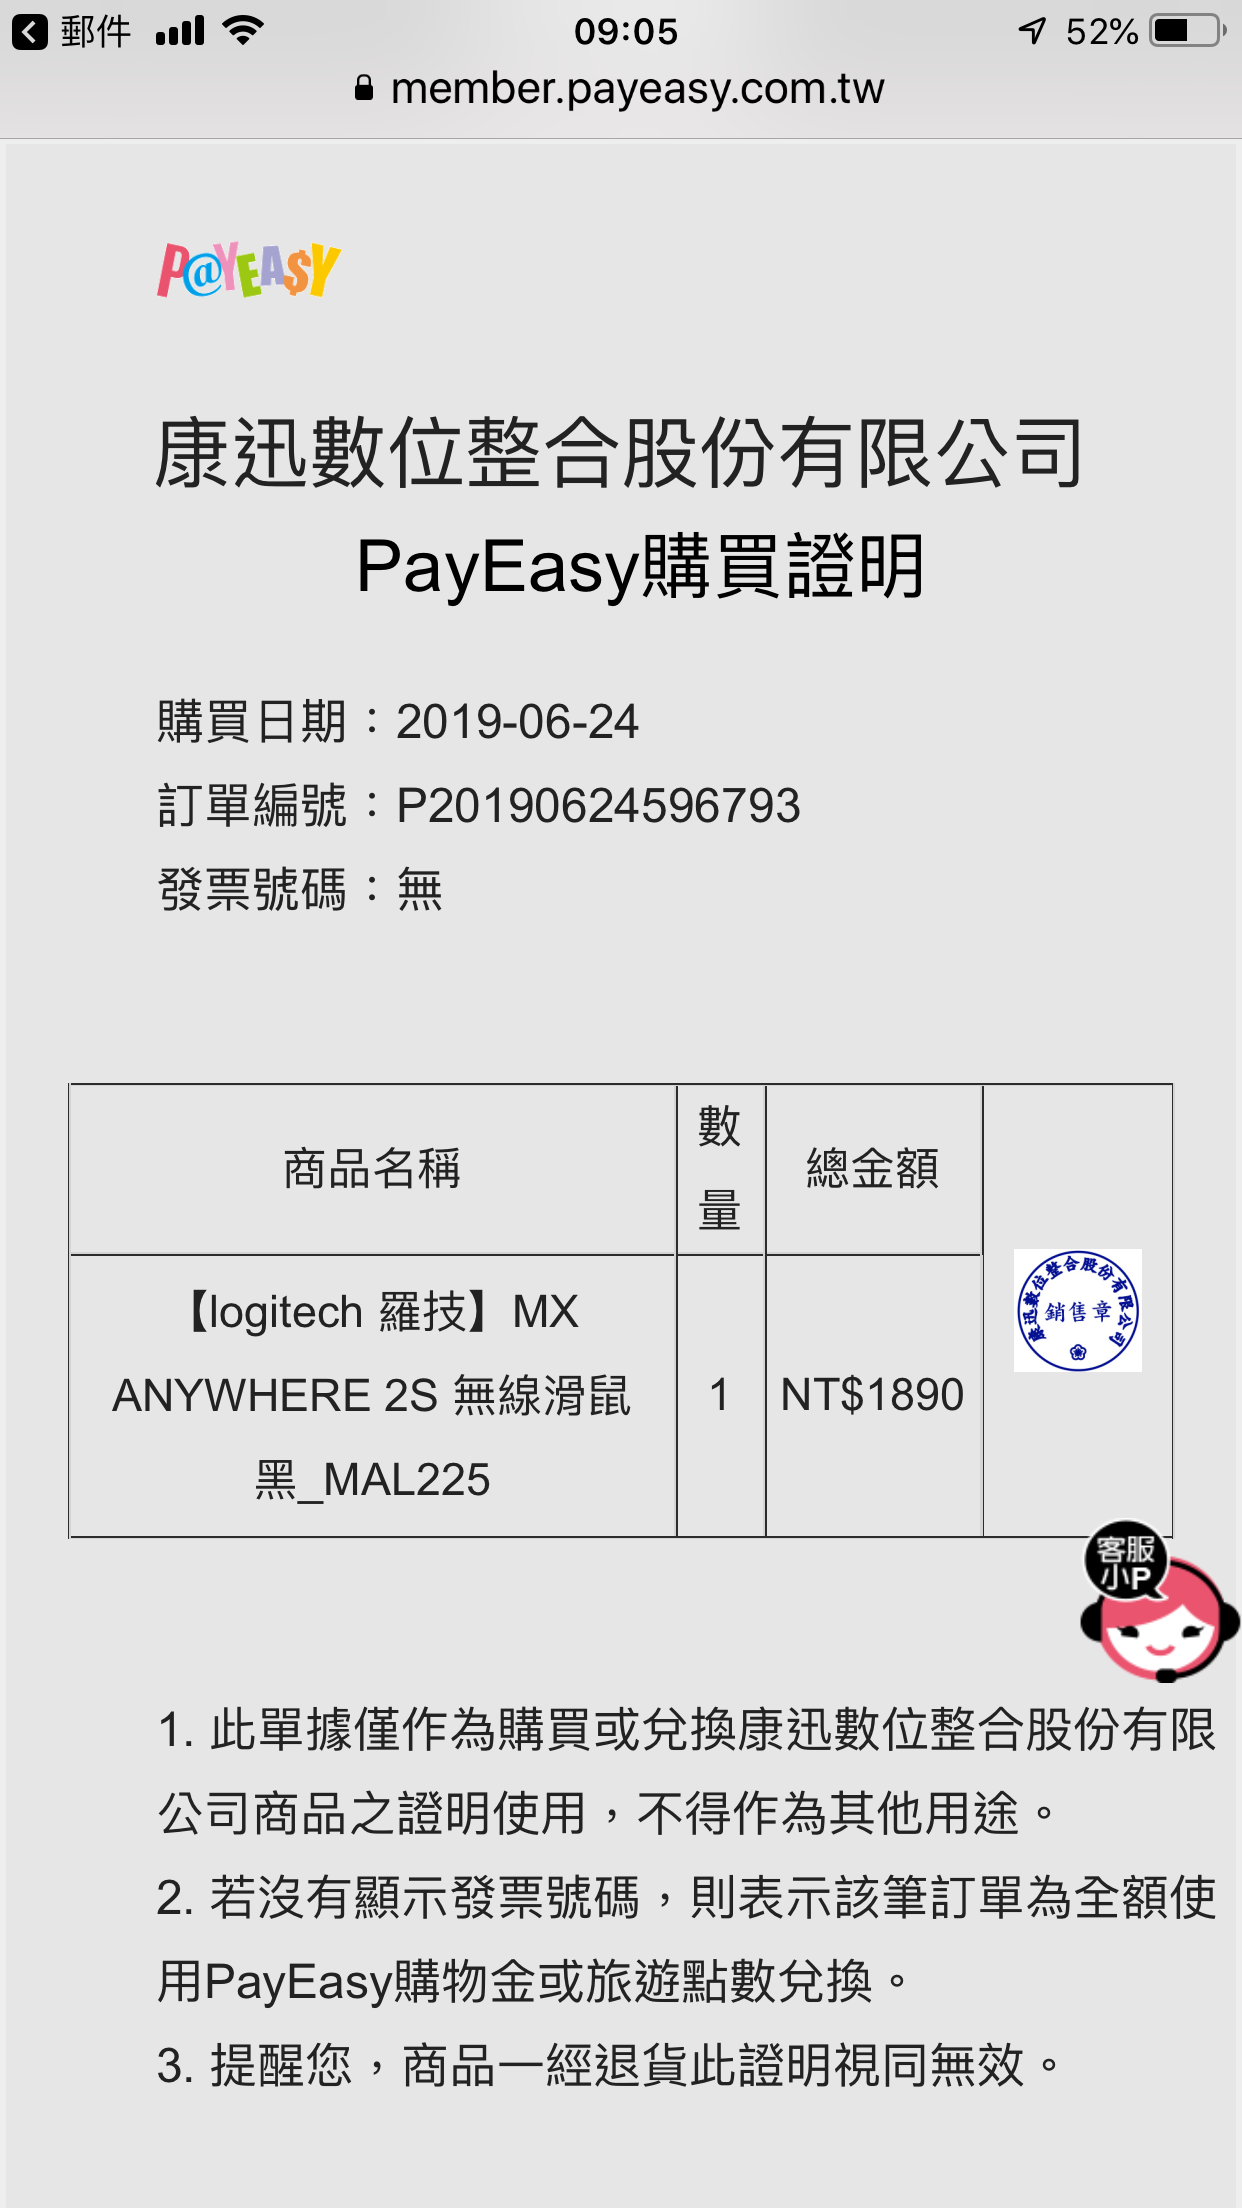 郵件
09:05
52%
member.payeasy.com.tw
P@YEA$Y
康迅數位整合股份有限公司
PayEasy購買證明
購買日期：2019-06-24
訂單編號：P20190624596793
發票號碼：無
商品名稱
數
量
總金額
【logitech 羅技】MX
ANYWHERE 2S 無線滑鼠
黑_MAL225
1
NT$1890
康迅數位整合股份有限公司
銷售章
客服
小P
1. 此單據僅作為購買或兌換康迅數位整合股份有限
公司商品之證明使用，不得作為其他用途。
2. 若沒有顯示發票號碼，則表示該筆訂單為全額使
用PayEasy購物金或旅遊點數兌換。
3. 提醒您，商品一經退貨此證明視同無效。